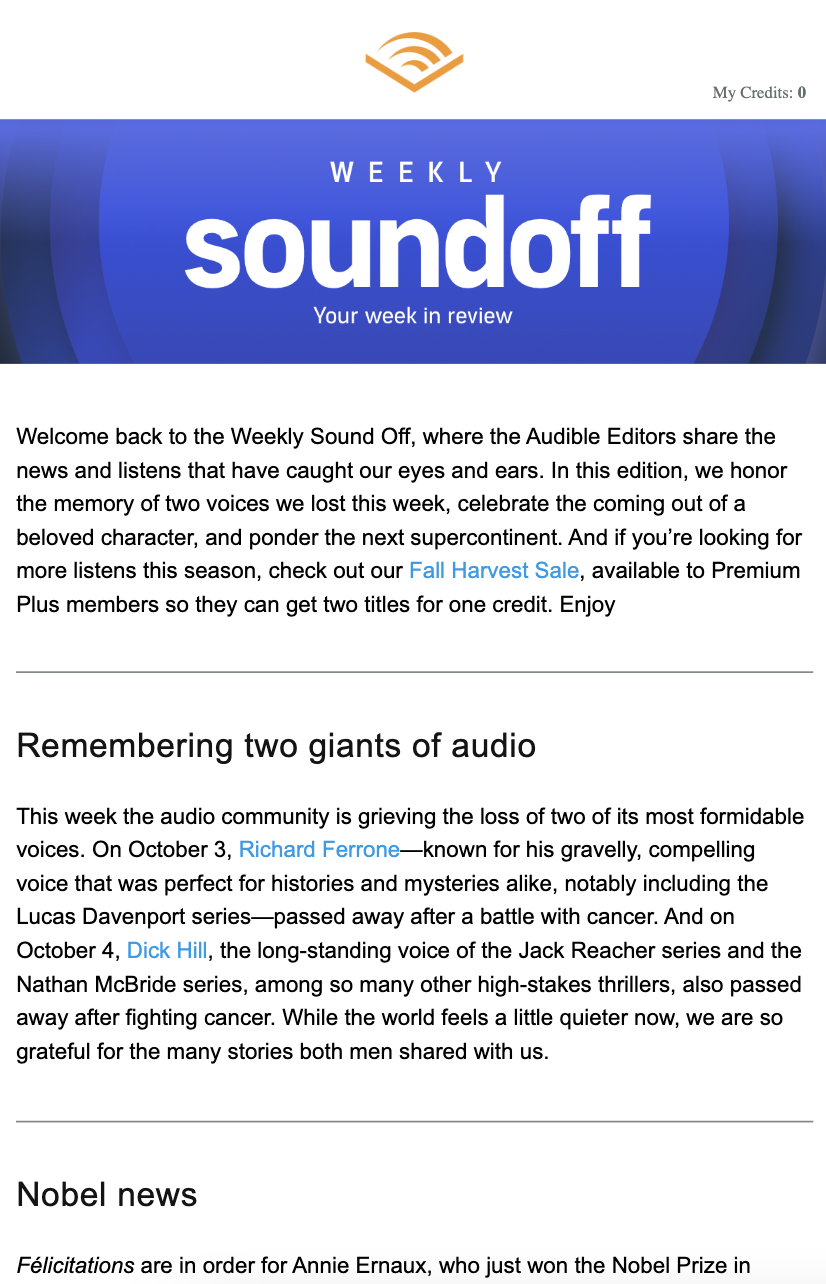 My Credits: 0
WEEKLY
soundoff
Your week in review
Welcome back to the Weekly Sound Off, where the Audible Editors share the
news and listens that have caught our eyes and ears. In this edition, we honor
the memory of two voices we lost this week, celebrate the coming out of a
beloved character, and ponder the next supercontinent. And if you’re looking for
more listens this season, check out our Fall Harvest Sale, available to Premium
Plus members so they can get two titles for one credit. Enjoy
Remembering two giants of audio
This week the audio community is grieving the loss of two of its most formidable
voices. On October 3, Richard Ferrone—known for his gravelly, compelling
voice that was perfect for histories and mysteries alike, notably including the
Lucas Davenport series—passed away after a battle with cancer. And on
October 4, Dick Hill, the long-standing voice of the Jack Reacher series and the
Nathan McBride series, among so many other high-stakes thrillers, also passed
away after fighting cancer. While the world feels a little quieter now, we are so
grateful for the many stories both men shared with us.
Nobel news
Félicitations are in order for Annie Ernaux, who just won the Nobel Prize in